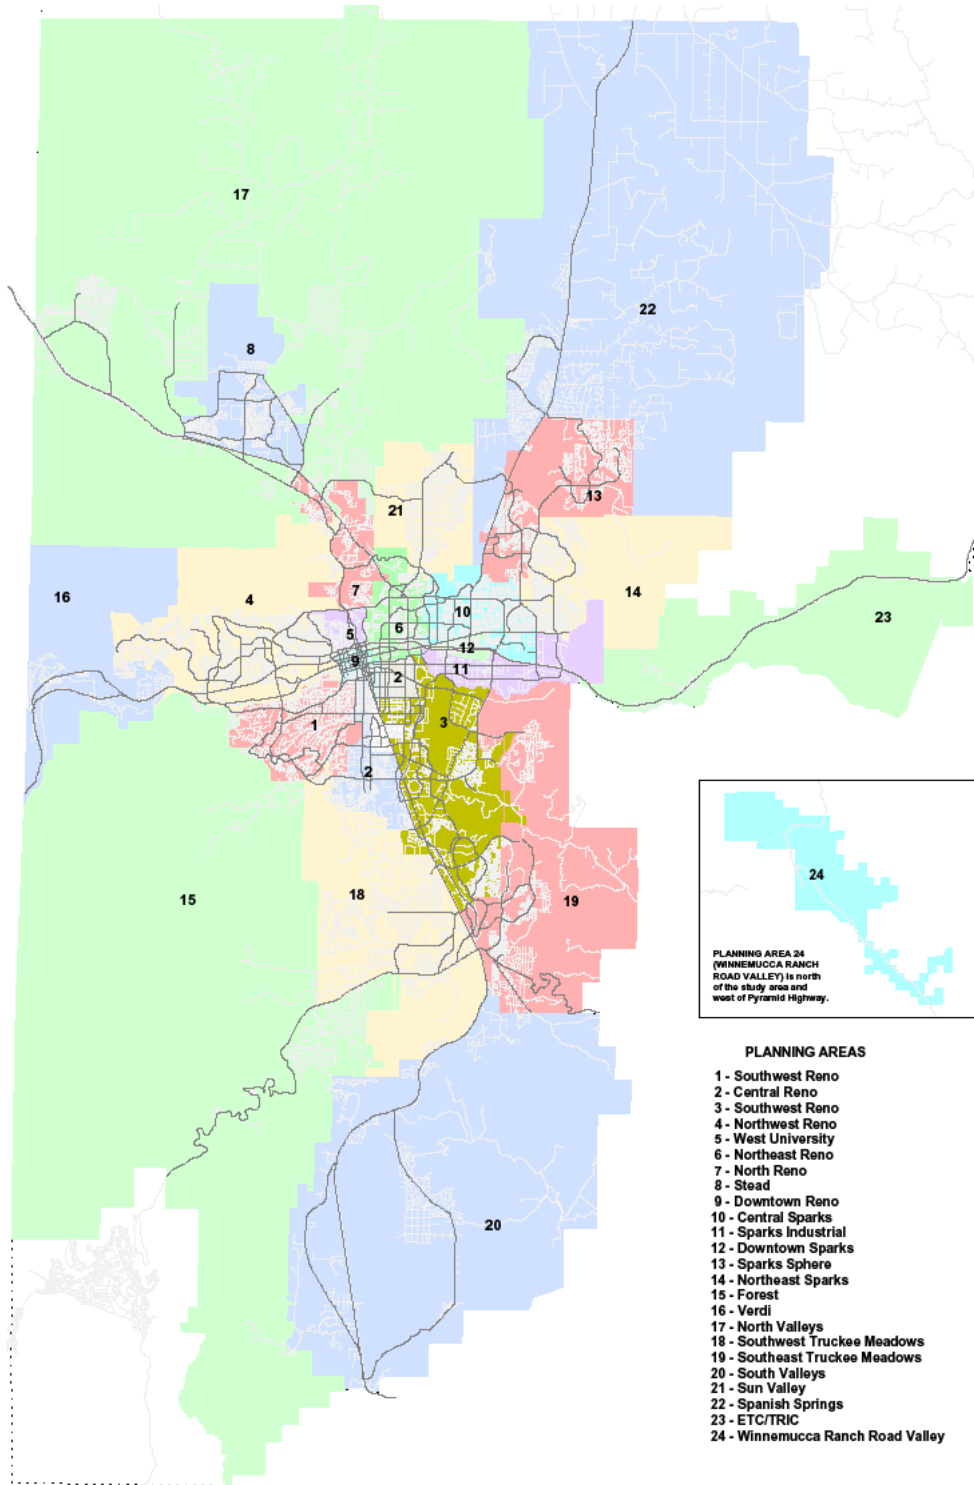 17
22
8
13
21
14
16
4
7
10
23
5
6
12
9
11
2
1
3
2
24
15
18
19
PLANNING AREA 24
(WINNEMUCCA RANCH
ROAD VALLEY) is north
of the study area and
west of Pyramid Highway.
20
PLANNING AREAS
1 - Southwest Reno
2 - Central Reno
3 - Southwest Reno
4 - Northwest Reno
5 - West University
6 - Northeast Reno
7 - North Reno
8 - Stead
9 - Downtown Reno
10 - Central Sparks
11 - Sparks Industrial
12 - Downtown Sparks
13 - Sparks Sphere
14 - Northeast Sparks
15 - Forest
16 - Verdi
17 - North Valleys
18 - Southwest Truckee Meadows
19 - Southeast Truckee Meadows
20 - South Valleys
21 - Sun Valley
22 - Spanish Springs
23 - ETC/TRIC
24 - Winnemucca Ranch Road Valley